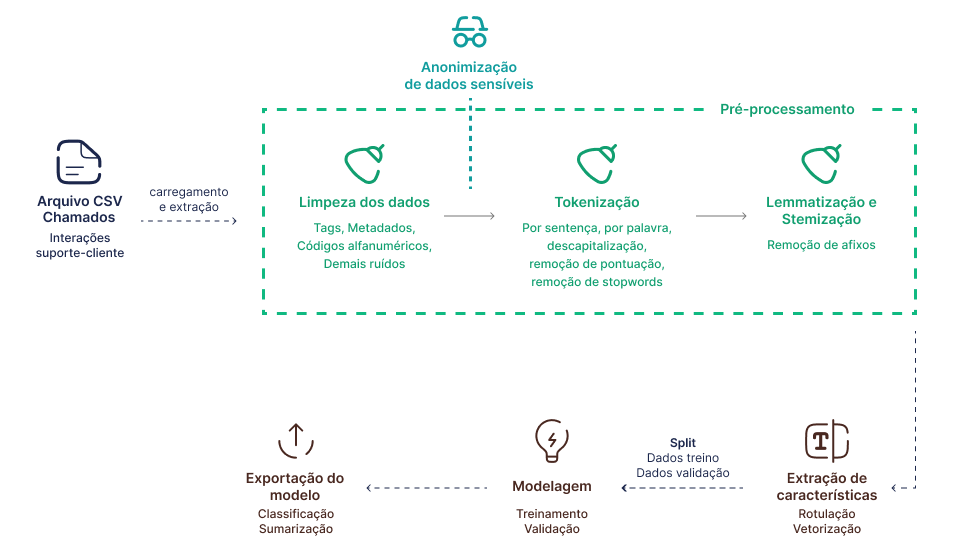 Anonimização
de dados sensíveis
Pré-processamento
Arquivo CSV
Chamados
Interações
suporte-cliente
carregamento
e extração
Limpeza dos dados
Tags, Metadados,
Códigos alfanuméricos,
Demais ruídos
Tokenização
Por sentença, por palavra,
descapitalização,
remoção de pontuação,
remoção de stopwords
Lemmatização e
Stemização
Remoção de afixos
T
Extração de
características
Rotulação
Vetorização
Split
Dados treino
Dados validação
Modelagem
Treinamento
Validação
Exportação do
modelo
Classificação
Sumarização